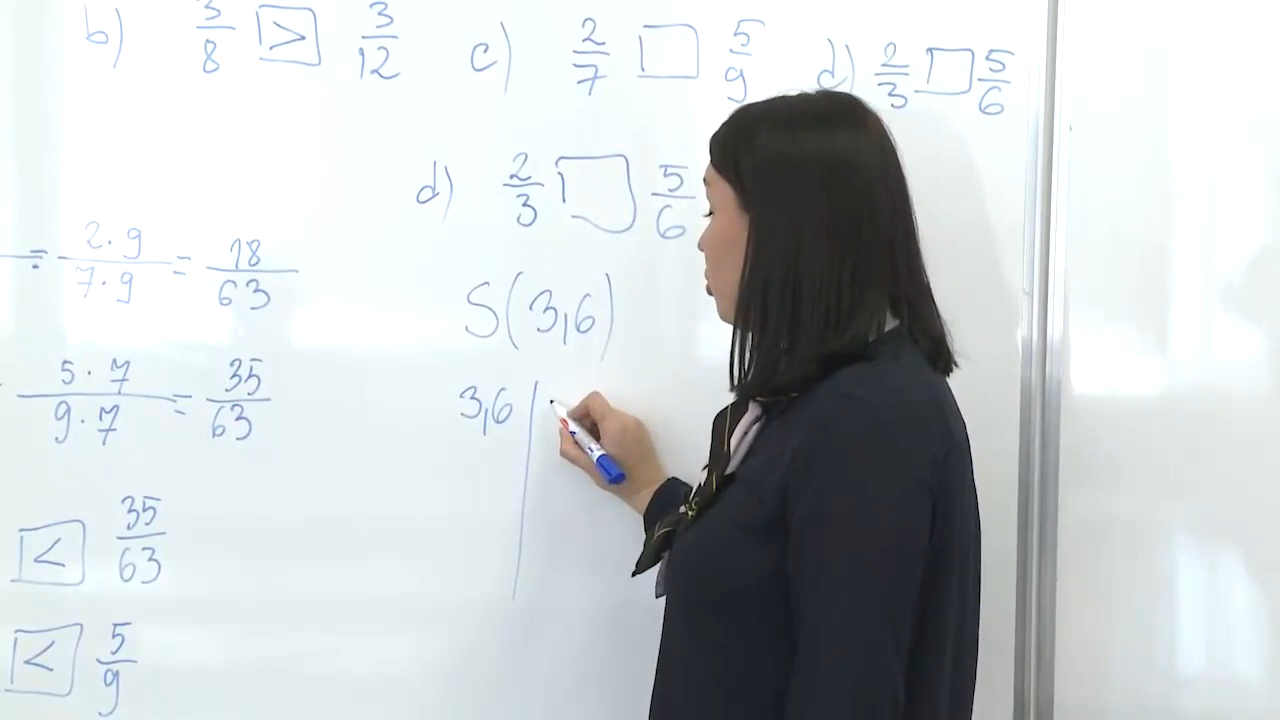 b) 3/8 > 3/12
c) 2/7 □ 5/9
d) 2/3 □ 5/6
d) 2/3 □ 5/6
= 2·9/7·9 = 18/63
5·7/9·7 = 35/63
< 35/63
< 5/9
S(3,6)
3,6 |